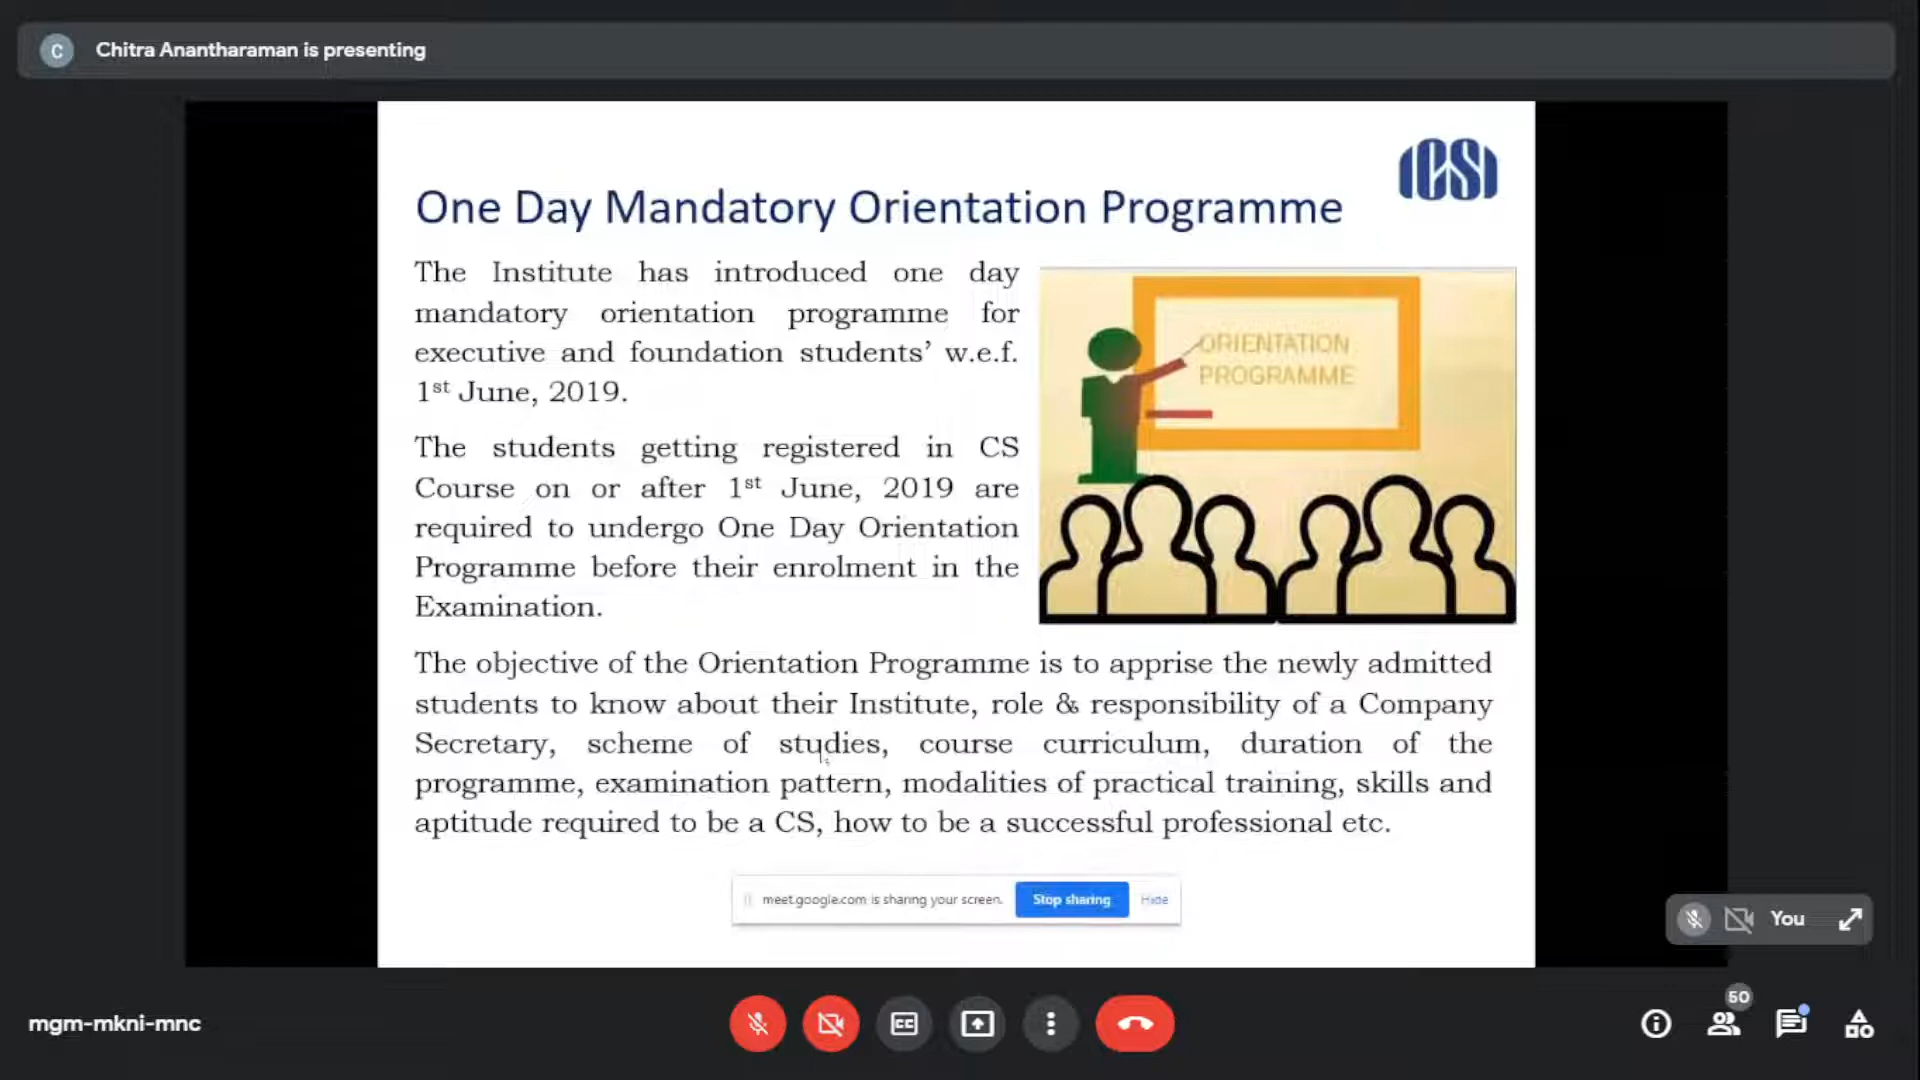 C Chitra Anantharaman is presenting
ICSI
One Day Mandatory Orientation Programme
The Institute has introduced one day
mandatory orientation programme for
executive and foundation students’ w.e.f.
1st June, 2019.
ORIENTATION
PROGRAMME
The students getting registered in CS
Course on or after 1st June, 2019 are
required to undergo One Day Orientation
Programme before their enrolment in the
Examination.
The objective of the Orientation Programme is to apprise the newly admitted
students to know about their Institute, role & responsibility of a Company
Secretary, scheme of studies, course curriculum, duration of the
programme, examination pattern, modalities of practical training, skills and
aptitude required to be a CS, how to be a successful professional etc.
meet.google.com is sharing your screen. Stop sharing Hide
You
mgm-mkni-mnc
CC
50